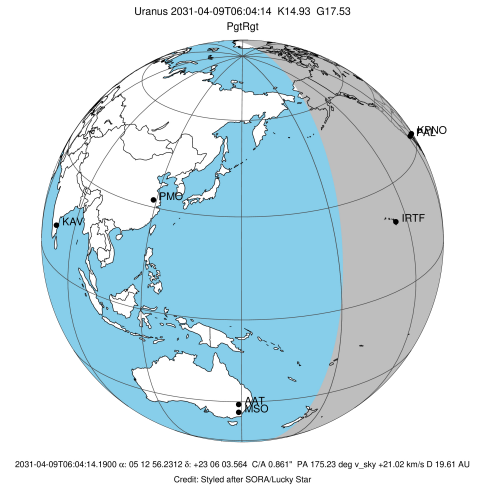 Uranus 2031-04-09T06:04:14  K14.93  G17.53
PgtRgt
KPNO
PMO
KAV
IRTF
AAT
MSO
2031-04-09T06:04:14.1900 α: 05 12 56.2312 δ: +23 06 03.564  C/A 0.861"  PA 175.23 deg v_sky +21.02 km/s D 19.61 AU
Credit: Styled after SORA/Lucky Star